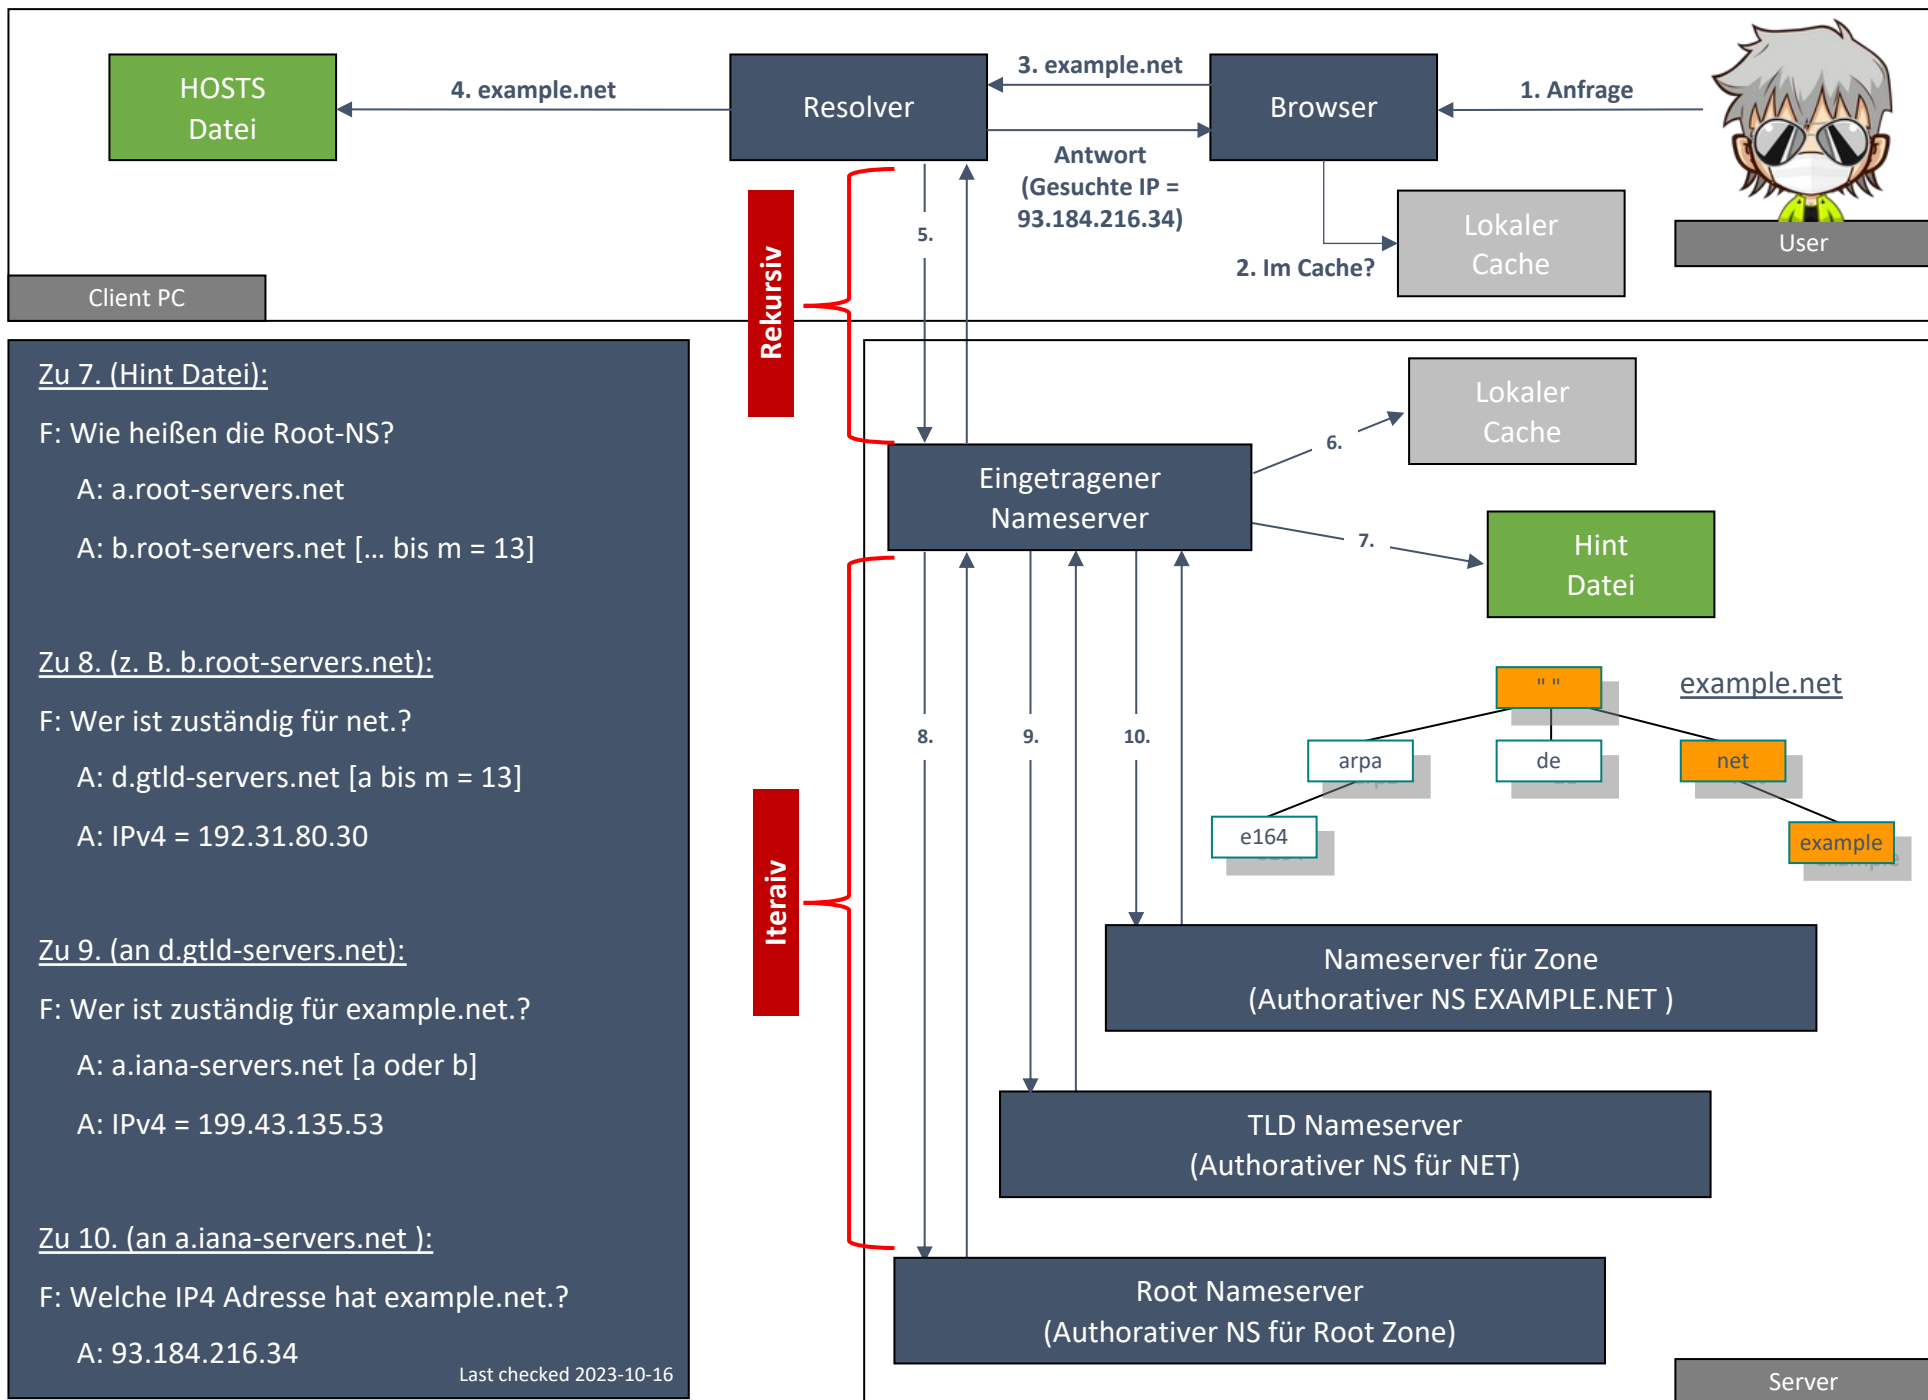 HOSTS
Datei
4. example.net
Resolver
3. example.net
Browser
1. Anfrage
Antwort
(Gesuchte IP =
93.184.216.34)
5.
2. Im Cache?
Lokaler
Cache
User
Client PC
Rekursiv
Zu 7. (Hint Datei):
F: Wie heißen die Root-NS?
A: a.root-servers.net
A: b.root-servers.net [... bis m = 13]
Zu 8. (z. B. b.root-servers.net):
F: Wer ist zuständig für net.?
A: d.gtld-servers.net [a bis m = 13]
A: IPv4 = 192.31.80.30
Zu 9. (an d.gtld-servers.net):
F: Wer ist zuständig für example.net.?
A: a.iana-servers.net [a oder b]
A: IPv4 = 199.43.135.53
Zu 10. (an a.iana-servers.net ):
F: Welche IP4 Adresse hat example.net.?
A: 93.184.216.34
Last checked 2023-10-16
Lokaler
Cache
6.
Eingetragener
Nameserver
7.
Hint
Datei
Iteraiv
8.
9.
10.
" "
example.net
arpa
de
net
e164
example
Nameserver für Zone
(Authorativer NS EXAMPLE.NET )
TLD Nameserver
(Authorativer NS für NET)
Root Nameserver
(Authorativer NS für Root Zone)
Server